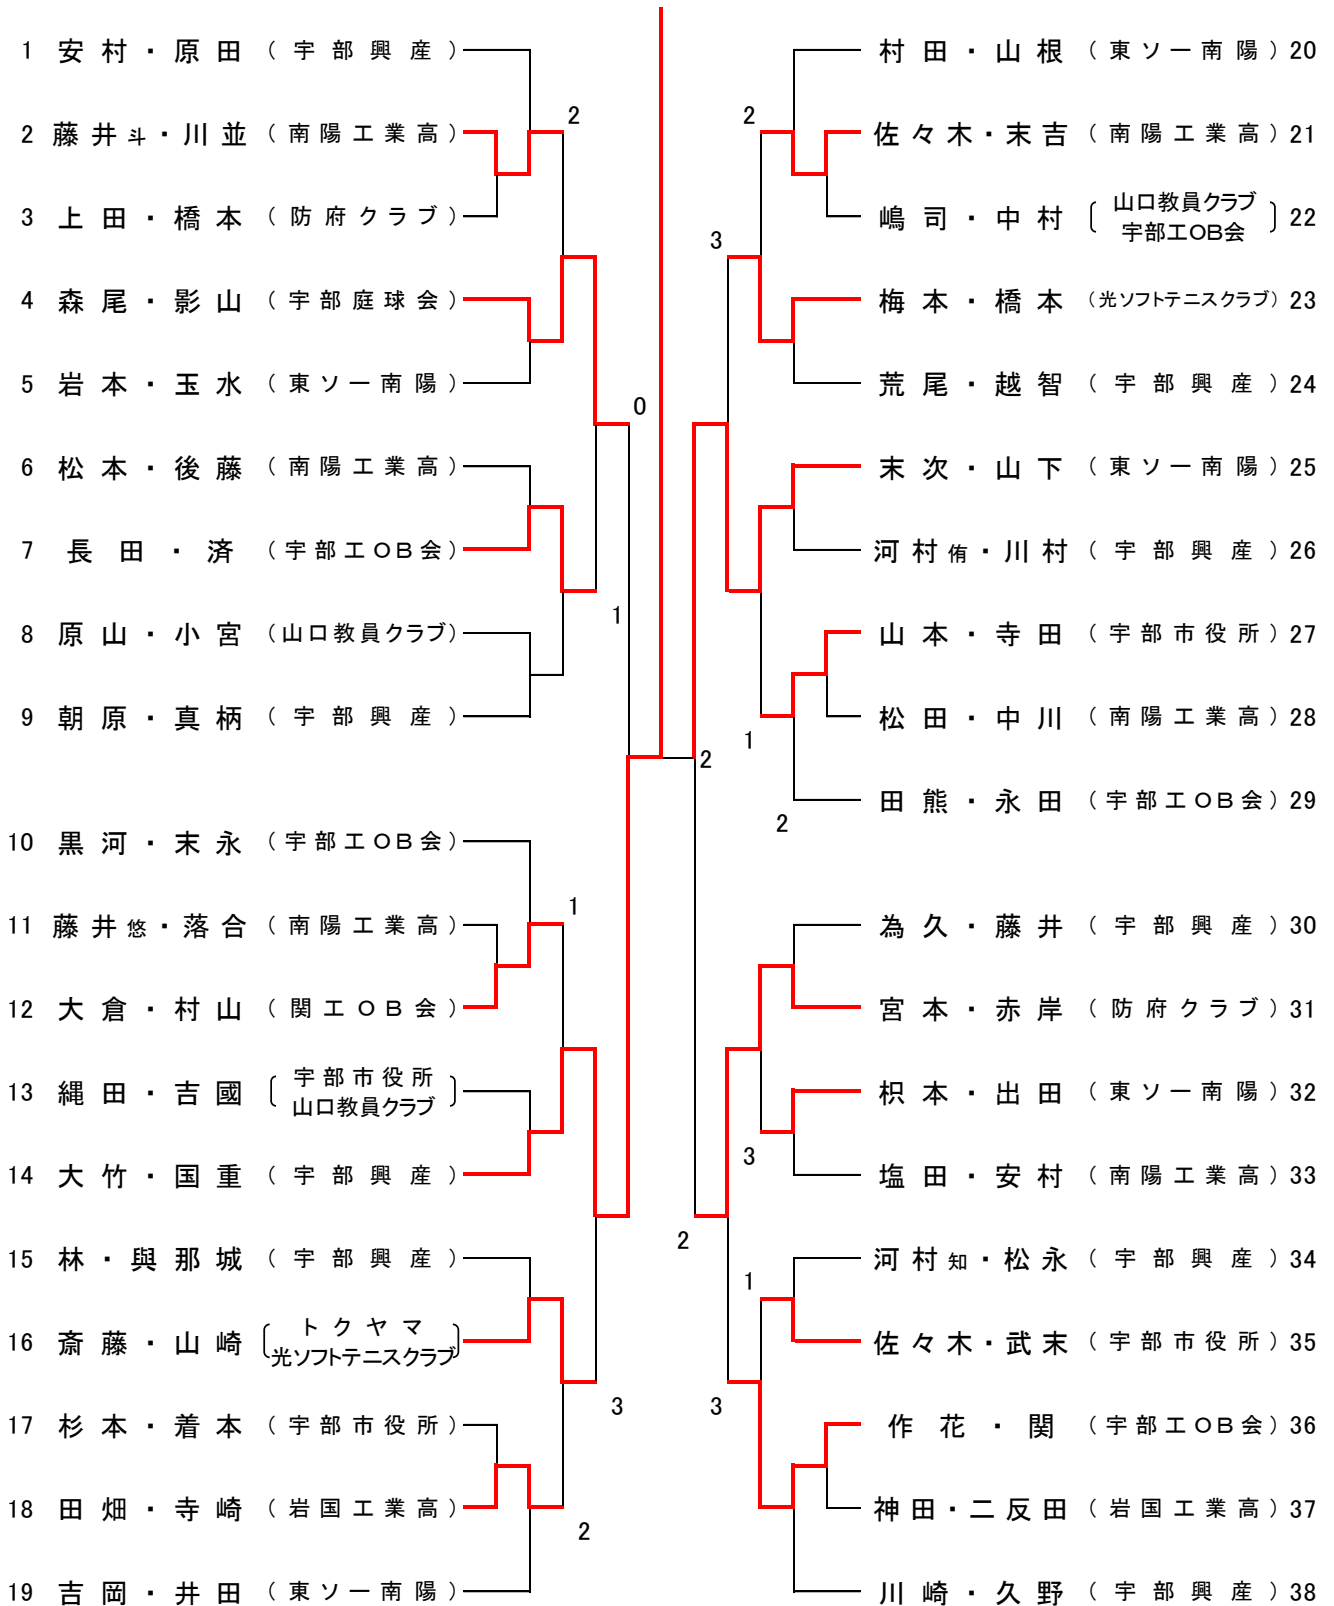 1 安村・原田 （宇部興産）
2 藤井斗・川並 （南陽工業高）
3 上田・橋本 （防府クラブ）
4 森尾・影山 （宇部庭球会）
5 岩本・玉水 （東ソー南陽）
6 松本・後藤 （南陽工業高）
7 長田・済 （宇部工ＯＢ会）
8 原山・小宮 （山口教員クラブ）
9 朝原・真柄 （宇部興産）
10 黒河・末永 （宇部工ＯＢ会）
11 藤井悠・落合 （南陽工業高）
12 大倉・村山 （関工ＯＢ会）
13 縄田・吉國 〔宇部市役所
山口教員クラブ〕
14 大竹・国重 （宇部興産）
15 林・與那城 （宇部興産）
16 斎藤・山崎 〔トクヤマ
光ソフトテニスクラブ〕
17 杉本・着本 （宇部市役所）
18 田畑・寺崎 （岩国工業高）
19 吉岡・井田 （東ソー南陽）
2
0
1
1
3
2
2
3
1
2
2
3
2
1
3
村田・山根 （東ソー南陽）20
佐々木・末吉 （南陽工業高）21
嶋司・中村 〔山口教員クラブ
宇部工ＯＢ会〕22
梅本・橋本 （光ソフトテニスクラブ）23
荒尾・越智 （宇部興産）24
末次・山下 （東ソー南陽）25
河村侑・川村 （宇部興産）26
山本・寺田 （宇部市役所）27
松田・中川 （南陽工業高）28
田熊・永田 （宇部工ＯＢ会）29
為久・藤井 （宇部興産）30
宮本・赤岸 （防府クラブ）31
枳本・出田 （東ソー南陽）32
塩田・安村 （南陽工業高）33
河村知・松永 （宇部興産）34
佐々木・武末 （宇部市役所）35
作花・関 （宇部工ＯＢ会）36
神田・二反田 （岩国工業高）37
川崎・久野 （宇部興産）38